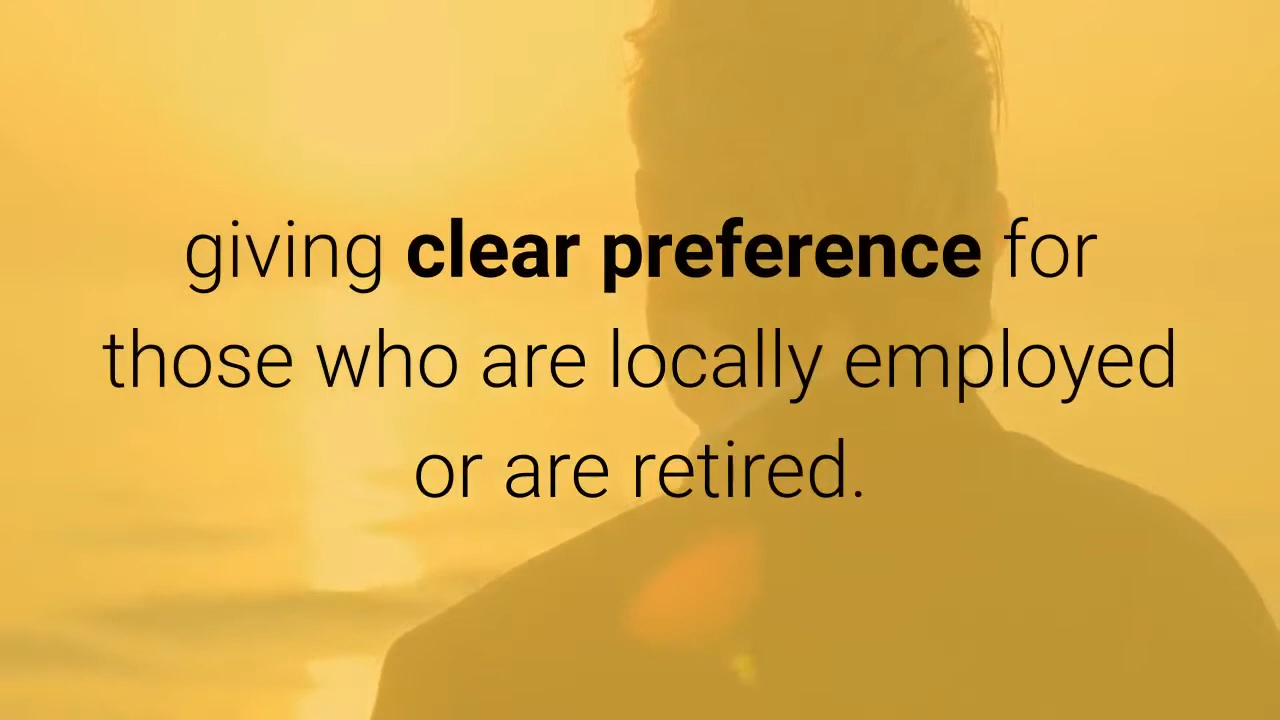 giving clear preference for
those who are locally employed
or are retired.